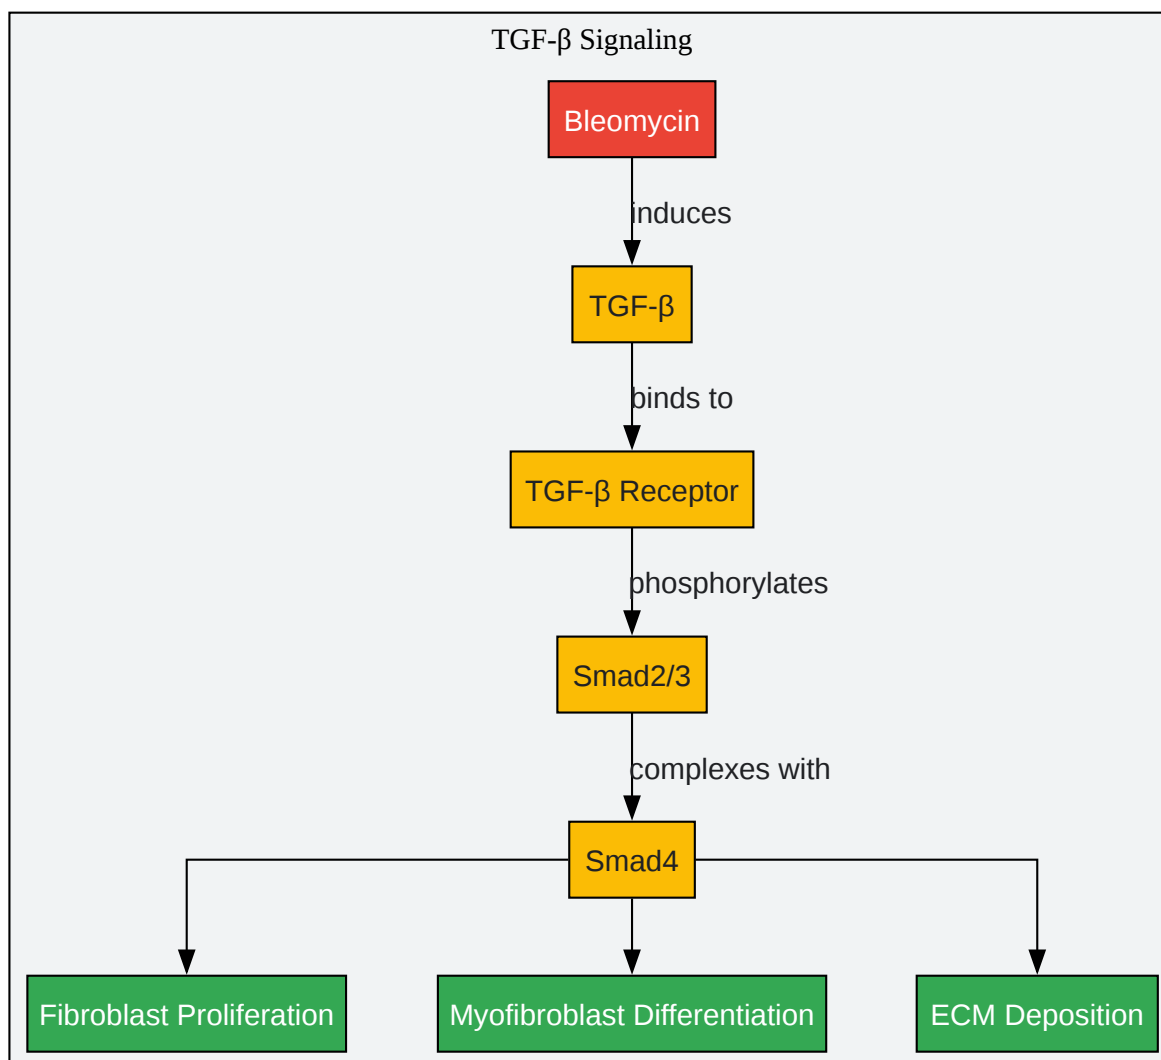 TGF-β Signaling
Bleomycin
induces
TGF-β
binds to
TGF-β Receptor
phosphorylates
Smad2/3
complexes with
Smad4
Fibroblast Proliferation
Myofibroblast Differentiation
ECM Deposition